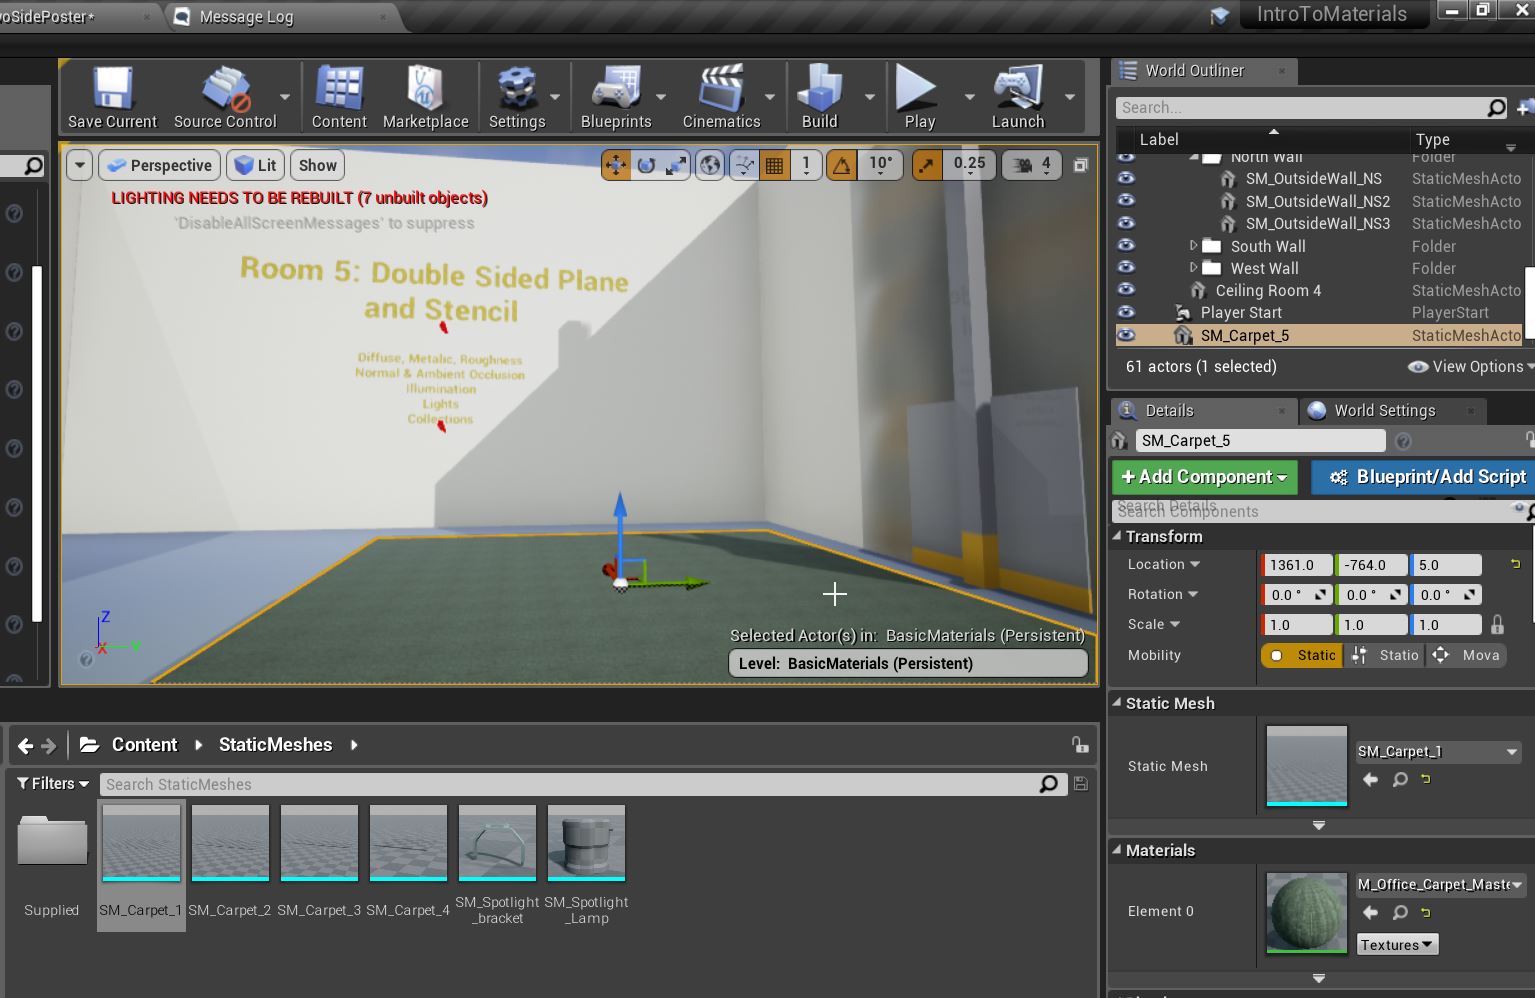 oSidePoster*
Message Log
IntroToMaterials
Save Current
Source Control
Content
Marketplace
Settings
Blueprints
Cinematics
Build
Play
Launch
World Outliner
Search...
Label
Type
North Wall
Folder
SM_OutsideWall_NS
StaticMeshActo
SM_OutsideWall_NS2
StaticMeshActo
SM_OutsideWall_NS3
StaticMeshActo
South Wall
Folder
West Wall
Folder
Ceiling Room 4
StaticMeshActo
Player Start
PlayerStart
SM_Carpet_5
StaticMeshActo
61 actors (1 selected)
View Options
Perspective
Lit
Show
1
10°
0.25
4
LIGHTING NEEDS TO BE REBUILT (7 unbuilt objects)
'DisableAllScreenMessages' to suppress
Room 5: Double Sided Plane
and Stencil
Diffuse, Metalic, Roughness
Normal & Ambient Occlusion
Illumination
Lights
Collections
Z
X
Y
Selected Actor(s) in: BasicMaterials (Persistent)
Level: BasicMaterials (Persistent)
Details
World Settings
SM_Carpet_5
+Add Component
Blueprint/Add Script
Search Details
Search Components
Transform
Location
1361.0
-764.0
5.0
Rotation
0.0 °
0.0 °
0.0 °
Scale
1.0
1.0
1.0
Mobility
Static
Statio
Mova
Static Mesh
Static Mesh
SM_Carpet_1
Materials
Element 0
M_Office_Carpet_Maste
Textures
Content
StaticMeshes
Filters
Search StaticMeshes
Supplied
SM_Carpet_1
SM_Carpet_2
SM_Carpet_3
SM_Carpet_4
SM_Spotlight
_bracket
SM_Spotlight
_Lamp